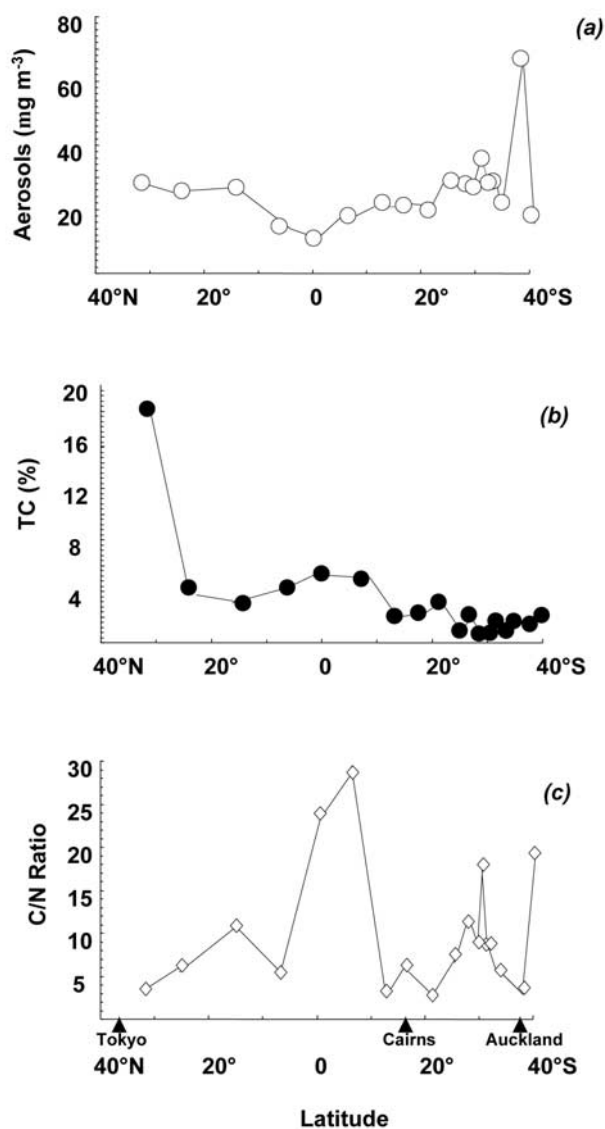 (a)
80
60
40
20
Aerosols (mg m⁻³)
40°N 20° 0 20° 40°S
(b)
20
16
12
8
4
TC (%)
40°N 20° 0 20° 40°S
(c)
30
25
20
15
10
5
C/N Ratio
Tokyo Cairns Auckland
40°N 20° 0 20° 40°S
Latitude